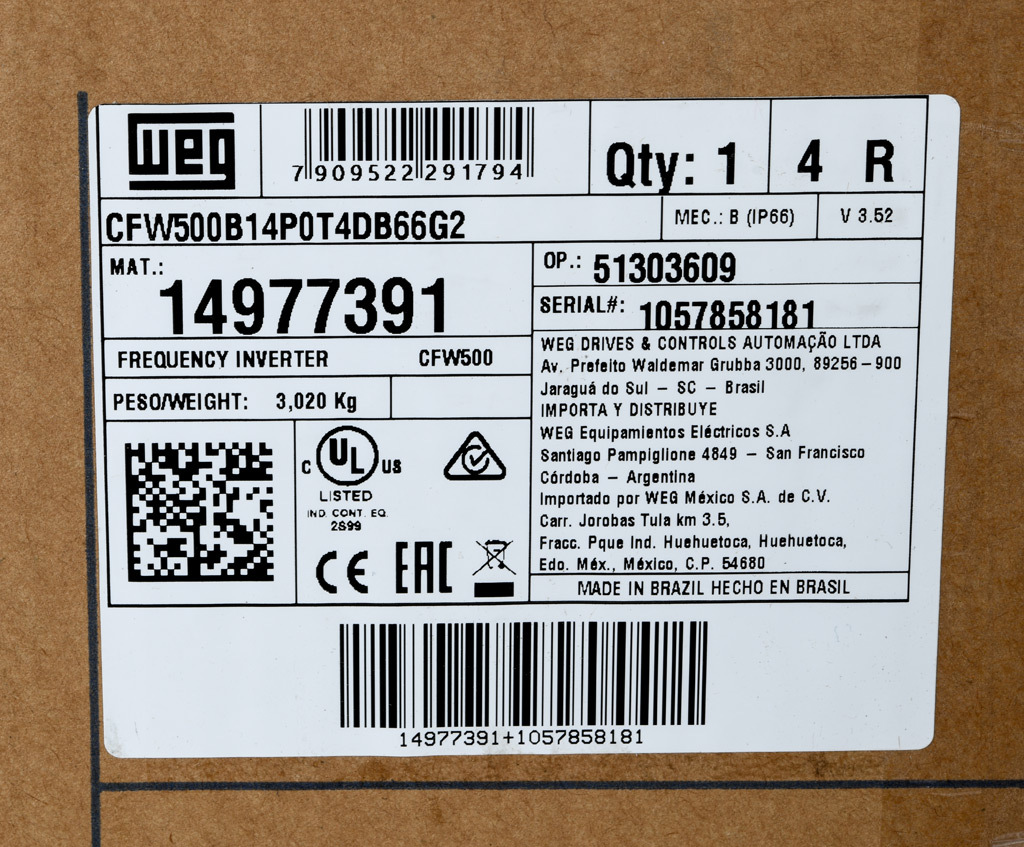 weg
7 909522 291794
Qty: 1
4 R
CFW500B14P0T4DB66G2
MEC.: B (IP66)
V 3.52
MAT.:
14977391
OP.: 51303609
SERIAL#: 1057858181
FREQUENCY INVERTER CFW500
PESO/WEIGHT: 3,020 Kg
WEG DRIVES & CONTROLS AUTOMAÇÃO LTDA
Av. Prefeito Waldemar Grubba 3000, 89256-900
Jaraguá do Sul - SC - Brasil
IMPORTA Y DISTRIBUYE
WEG Equipamientos Eléctricos S.A
Santiago Pampiglione 4849 - San Francisco
Córdoba - Argentina
Importado por WEG México S.A. de C.V.
Carr. Jorobas Tula km 3.5,
Fracc. Pque Ind. Huehuetoca, Huehuetoca,
Edo. Méx., México, C.P. 54680
MADE IN BRAZIL HECHO EN BRASIL
C UL US
LISTED
IND. CONT. EQ.
2S99
CE EAC
14977391+1057858181